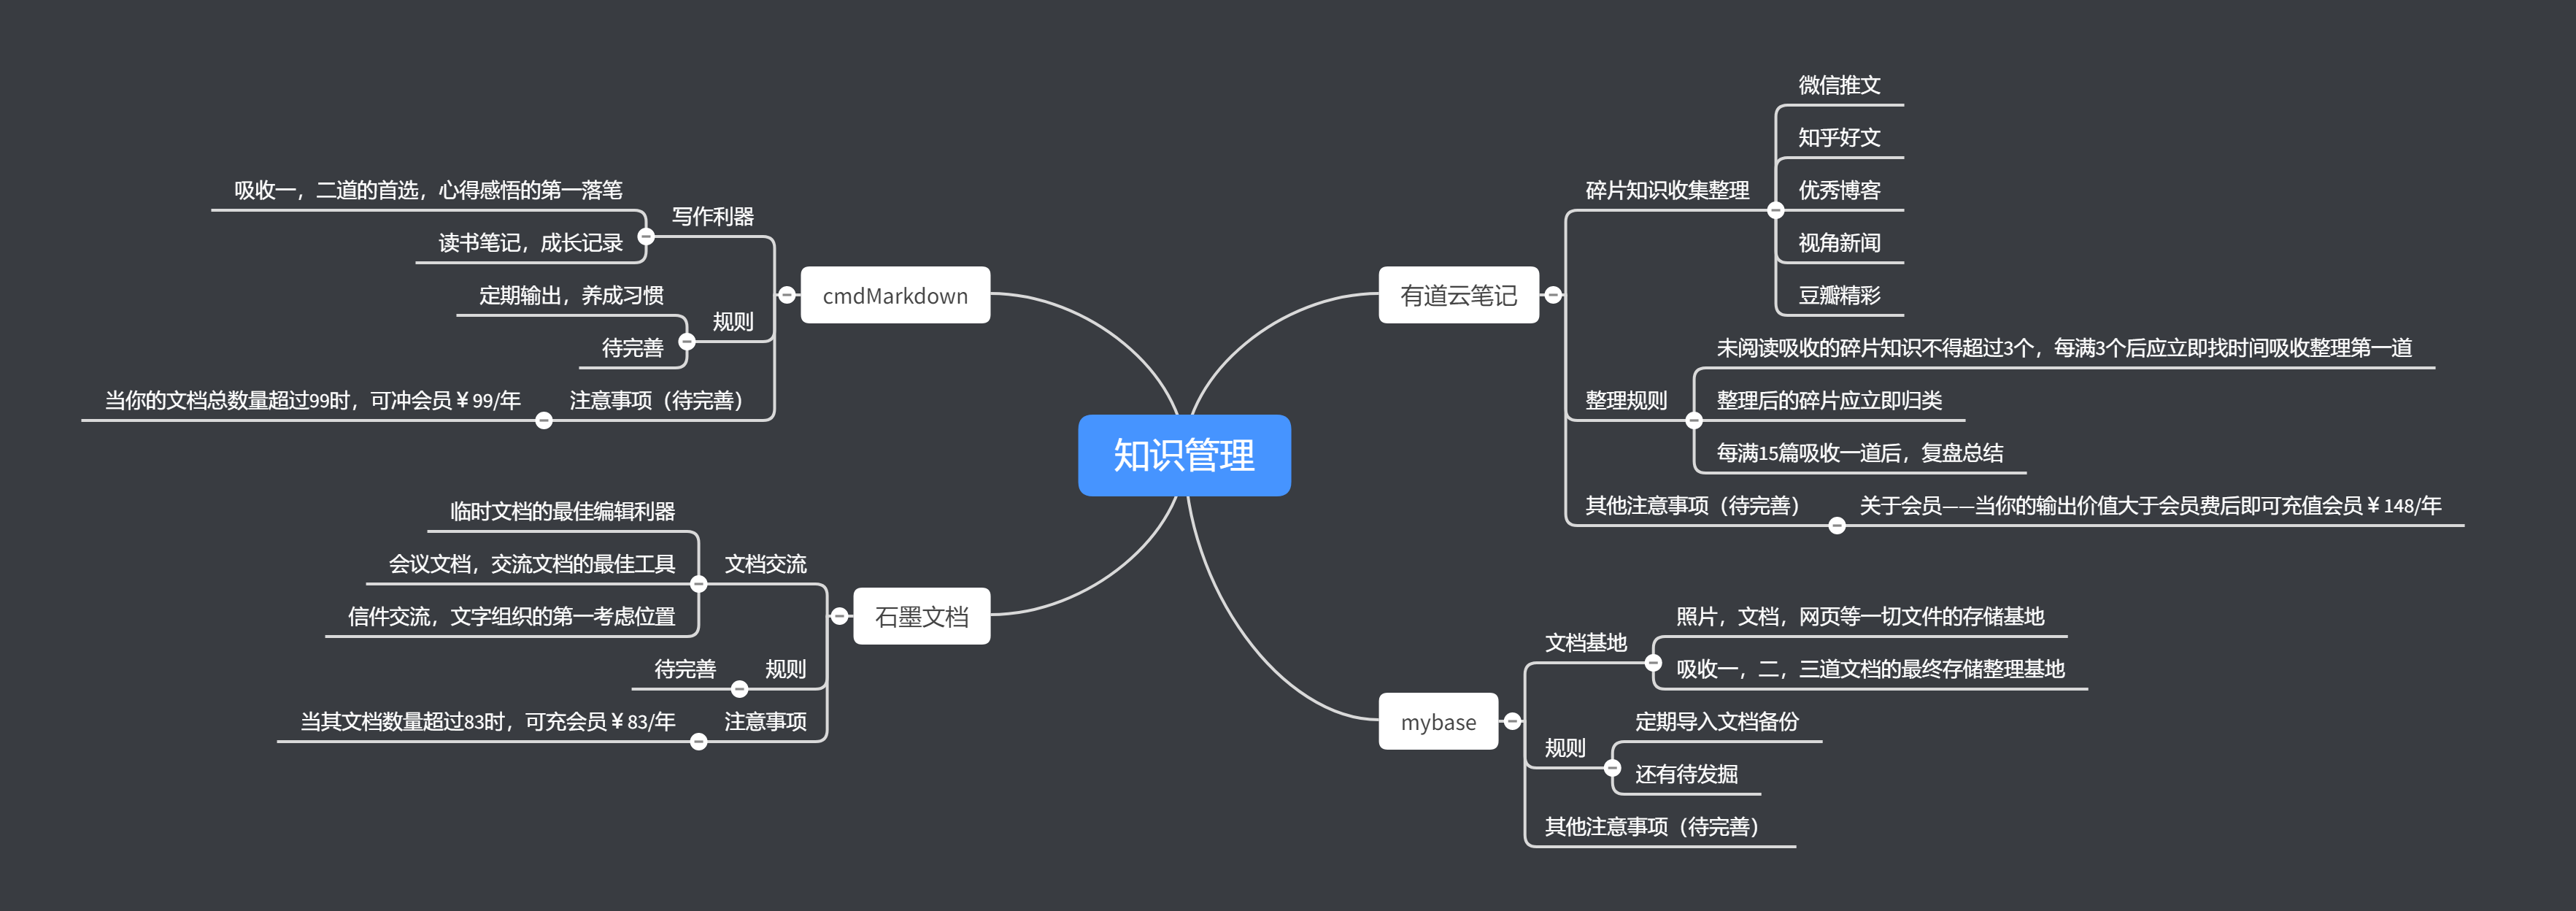 知识管理
有道云笔记
碎片知识收集整理
微信推文
知乎好文
优秀博客
视角新闻
豆瓣精彩
整理规则
未阅读吸收的碎片知识不得超过3个，每满3个后应立即找时间吸收整理第一道
整理后的碎片应立即归类
每满15篇吸收一道后，复盘总结
其他注意事项（待完善）
关于会员——当你的输出价值大于会员费后即可充值会员￥148/年
mybase
文档基地
照片，文档，网页等一切文件的存储基地
吸收一，二，三道文档的最终存储整理基地
规则
定期导入文档备份
还有待发掘
其他注意事项（待完善）
cmdMarkdown
写作利器
吸收一，二道的首选，心得感悟的第一落笔
读书笔记，成长记录
规则
定期输出，养成习惯
待完善
注意事项（待完善）
当你的文档总数量超过99时，可冲会员￥99/年
石墨文档
文档交流
临时文档的最佳编辑利器
会议文档，交流文档的最佳工具
信件交流，文字组织的第一考虑位置
规则
待完善
注意事项
当其文档数量超过83时，可充会员￥83/年